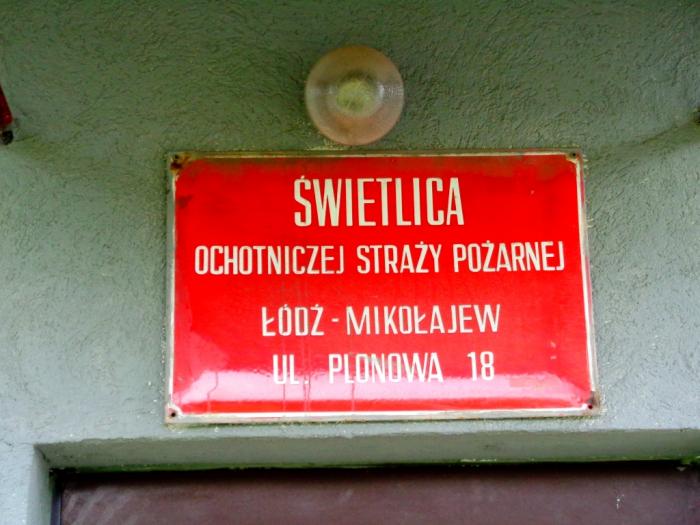 ŚWIETLICA
OCHOTNICZEJ STRAŻY POŻARNEJ
ŁÓDŹ - MIKOŁAJEW
UL. PLONOWA 18